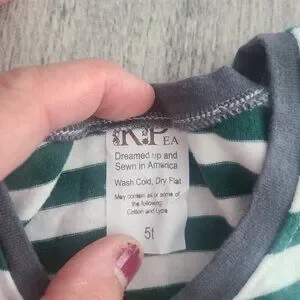 KP EA
Dreamed up and
Sewn in America
Wash Cold, Dry Flat
May contain all or some of
the following:
Cotton and Lycra
5t